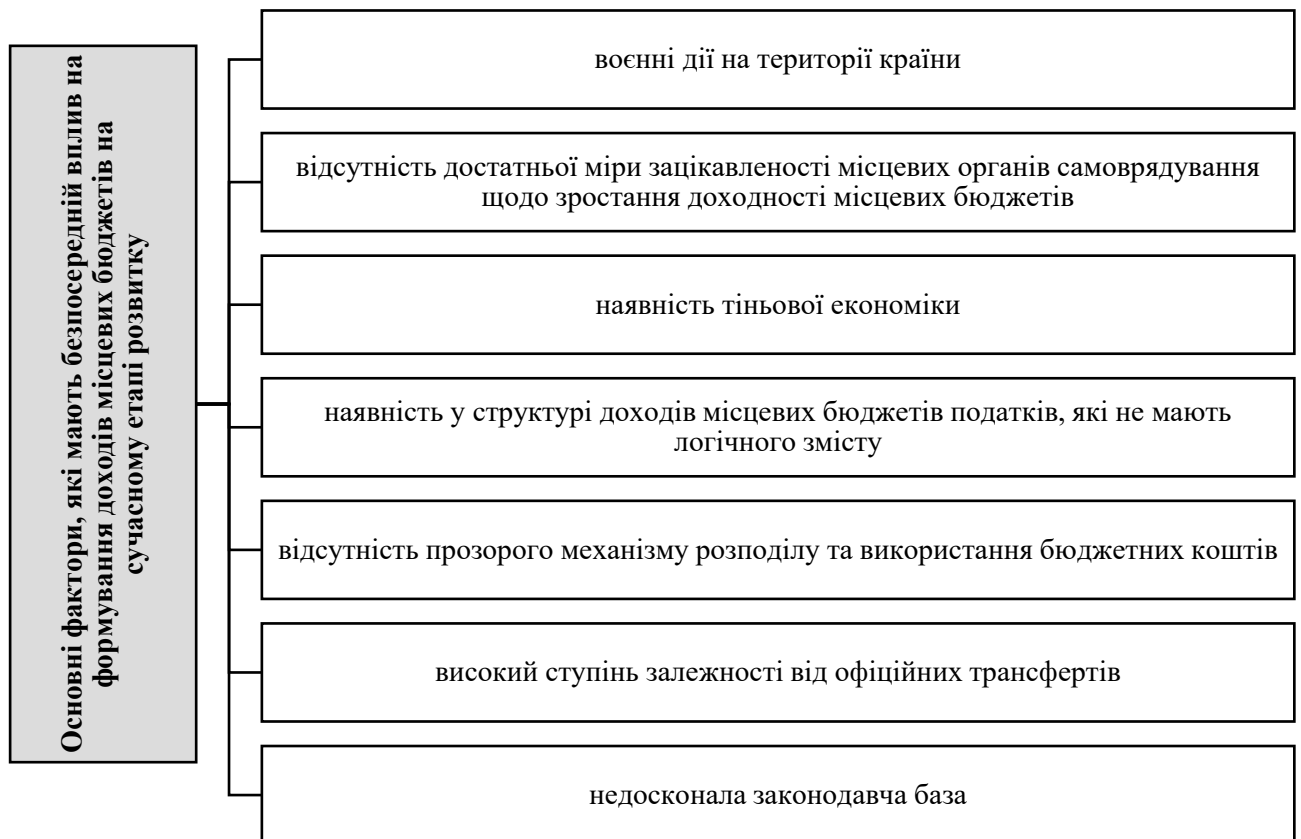 Основні фактори, які мають безпосередній вплив на
формування доходів місцевих бюджетів на
сучасному етапі розвитку
воєнні дії на території країни
відсутність достатньої міри зацікавленості місцевих органів самоврядування
щодо зростання доходності місцевих бюджетів
наявність тіньової економіки
наявність у структурі доходів місцевих бюджетів податків, які не мають
логічного змісту
відсутність прозорого механізму розподілу та використання бюджетних коштів
високий ступінь залежності від офіційних трансфертів
недосконала законодавча база